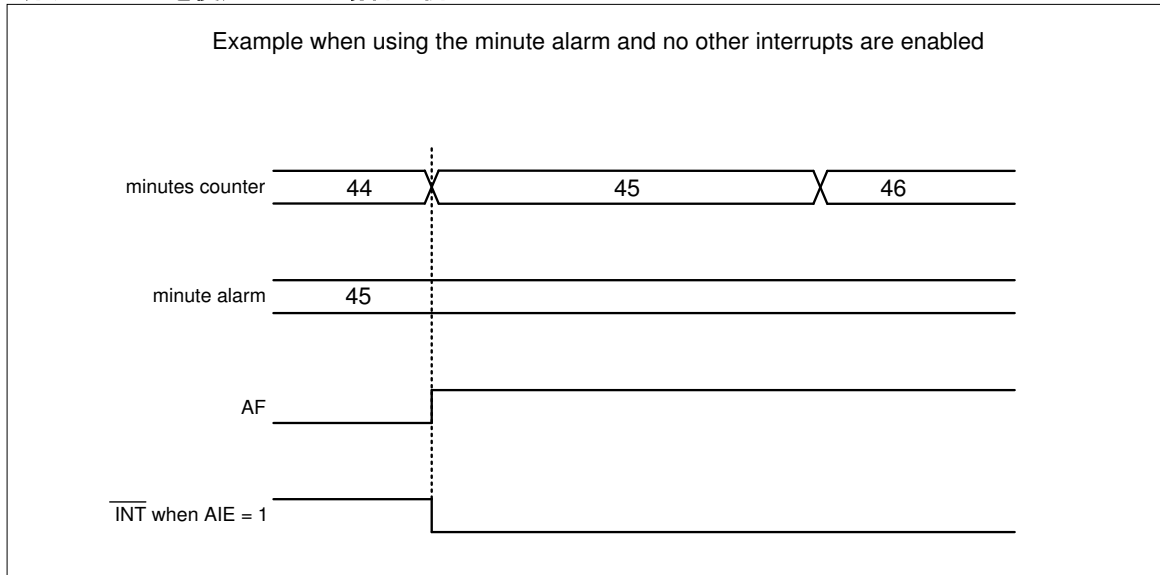 Example when using the minute alarm and no other interrupts are enabled
minutes counter 44 45 46
minute alarm 45
AF
INT when AIE = 1